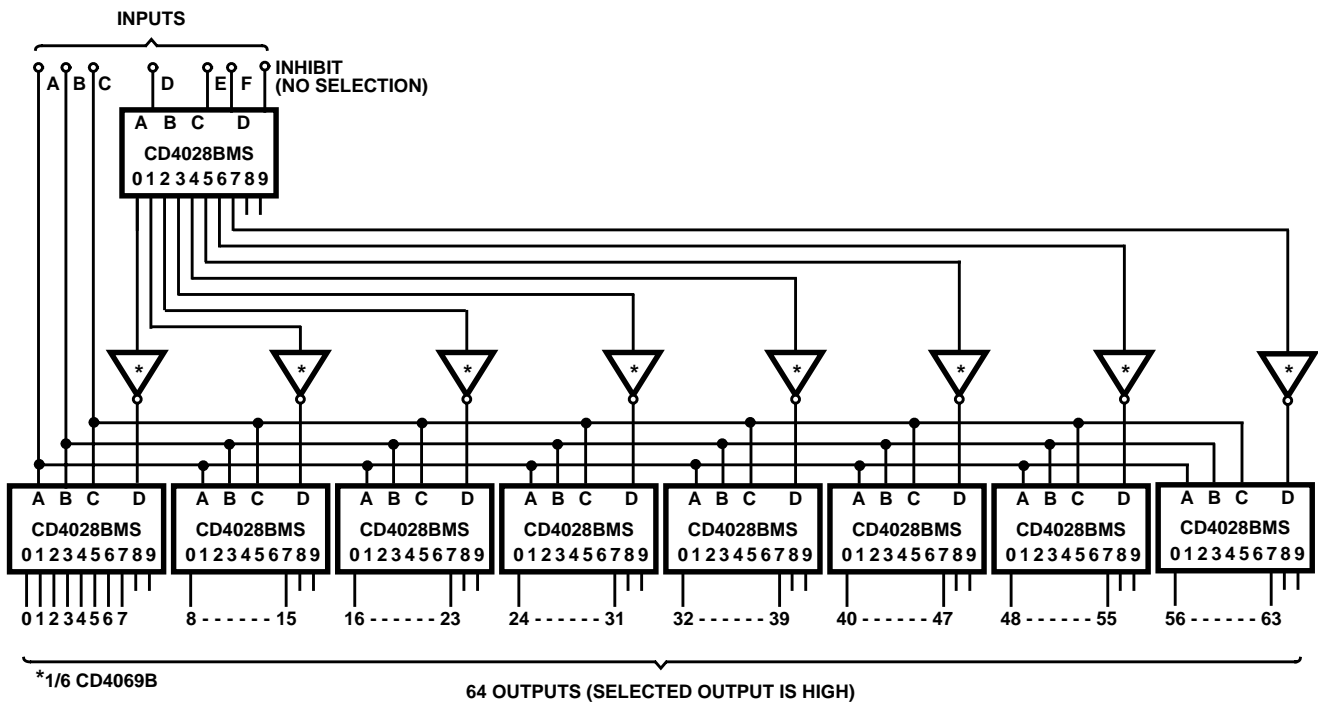 INPUTS
A B C D E F INHIBIT
(NO SELECTION)
A B C D
CD4028BMS
0 1 2 3 4 5 6 7 8 9
* * * * * * * *
A B C D A B C D A B C D A B C D A B C D A B C D A B C D A B C D
CD4028BMS CD4028BMS CD4028BMS CD4028BMS CD4028BMS CD4028BMS CD4028BMS CD4028BMS
0 1 2 3 4 5 6 7 8 9 0 1 2 3 4 5 6 7 8 9 0 1 2 3 4 5 6 7 8 9 0 1 2 3 4 5 6 7 8 9 0 1 2 3 4 5 6 7 8 9 0 1 2 3 4 5 6 7 8 9 0 1 2 3 4 5 6 7 8 9 0 1 2 3 4 5 6 7 8 9
0 1 2 3 4 5 6 7 8 - - - - - - 15 16 - - - - - - 23 24 - - - - - - 31 32 - - - - - - 39 40 - - - - - - 47 48 - - - - - - 55 56 - - - - - - 63
*1/6 CD4069B
64 OUTPUTS (SELECTED OUTPUT IS HIGH)